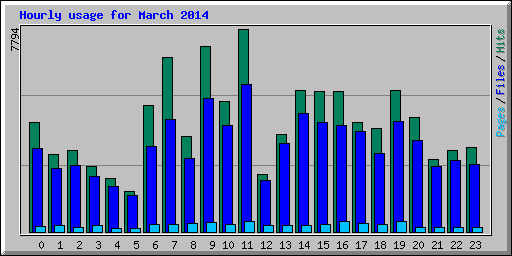 Hourly usage for March 2014
7794
Pages / Files / Hits
0 1 2 3 4 5 6 7 8 9 10 11 12 13 14 15 16 17 18 19 20 21 22 23